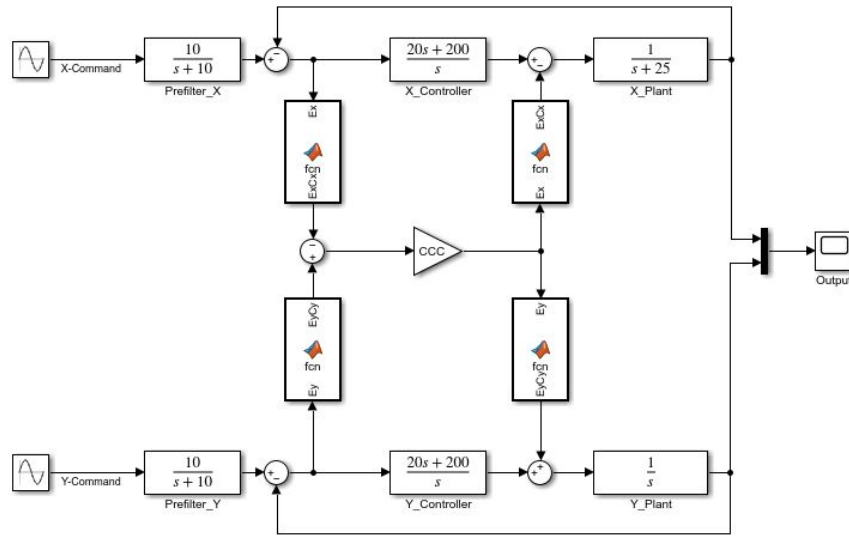 X-Command
10
s + 10
Prefilter_X
+
−
20s + 200
s
X_Controller
+
−
1
s + 25
X_Plant
Ex
fcn
ExCx
ExCx
fcn
Ex
−
+
CCC
Output
EyCy
fcn
Ey
Ey
fcn
EyCy
Y-Command
10
s + 10
Prefilter_Y
+
−
20s + 200
s
Y_Controller
+
+
1
s
Y_Plant